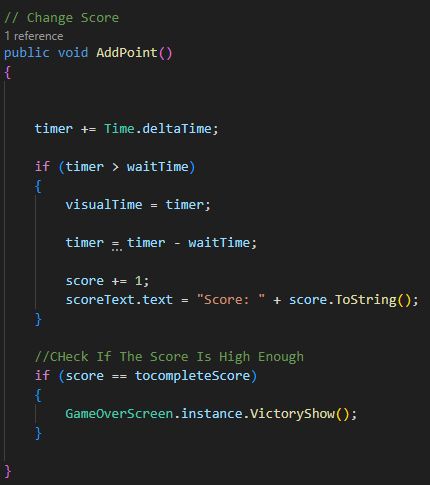 // Change Score
1 reference
public void AddPoint()
{
timer += Time.deltaTime;
if (timer > waitTime)
{
visualTime = timer;
timer = timer - waitTime;
score += 1;
scoreText.text = "Score: " + score.ToString();
}
//CHeck If The Score Is High Enough
if (score == tocompleteScore)
{
GameOverScreen.instance.VictoryShow();
}
}